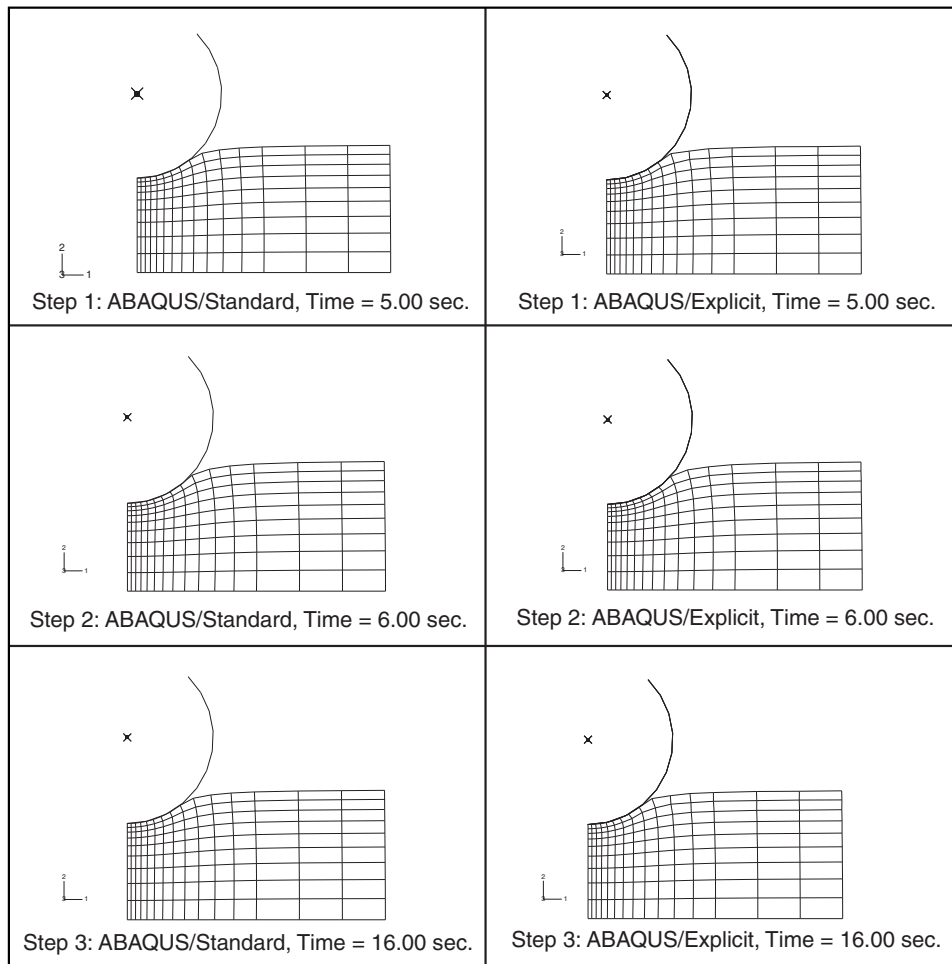 2
3 1
2
3 1
Step 1: ABAQUS/Standard, Time = 5.00 sec.
Step 1: ABAQUS/Explicit, Time = 5.00 sec.
2
3 1
2
3 1
Step 2: ABAQUS/Standard, Time = 6.00 sec.
Step 2: ABAQUS/Explicit, Time = 6.00 sec.
2
3 1
2
3 1
Step 3: ABAQUS/Standard, Time = 16.00 sec.
Step 3: ABAQUS/Explicit, Time = 16.00 sec.